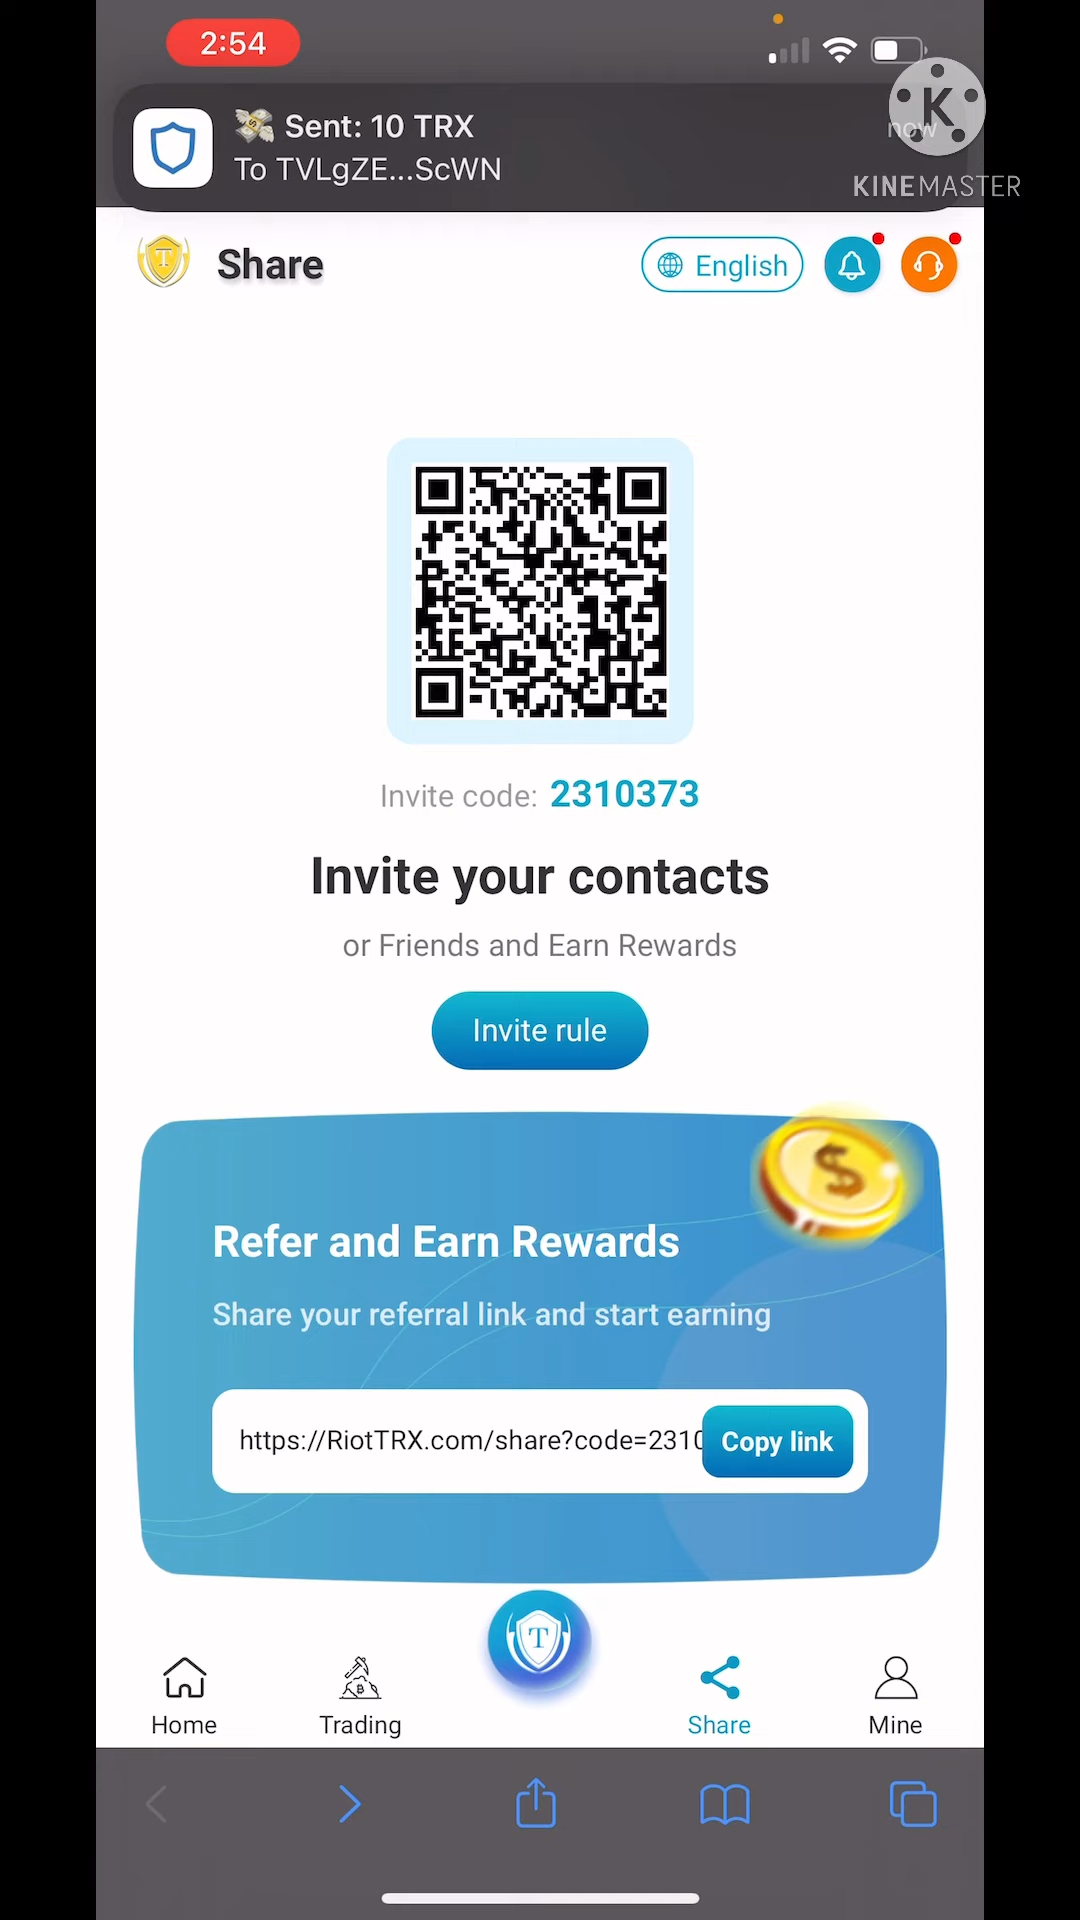 2:54
💸 Sent: 10 TRX
now
To TVLgZE...ScWN
K
KINEMASTER
Share
English
Invite code: 2310373
Invite your contacts
or Friends and Earn Rewards
Invite rule
Refer and Earn Rewards
Share your referral link and start earning
https://RiotTRX.com/share?code=2310
Copy link
T
Home
Trading
Share
Mine